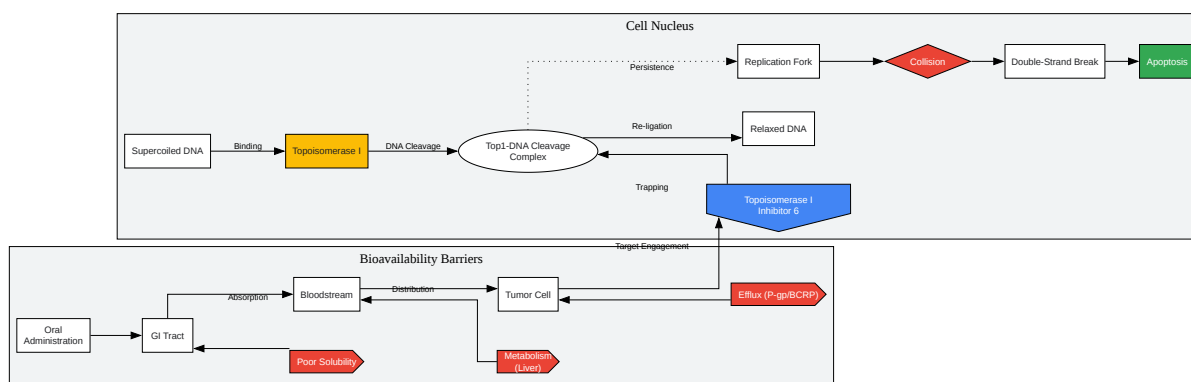 Cell Nucleus
Persistence
Replication Fork
Collision
Double-Strand Break
Apoptosis
Supercoiled DNA
Binding
Topoisomerase I
DNA Cleavage
Top1-DNA Cleavage
Complex
Re-ligation
Relaxed DNA
Trapping
Topoisomerase I
Inhibitor 6
Target Engagement
Bioavailability Barriers
Oral
Administration
GI Tract
Absorption
Bloodstream
Distribution
Tumor Cell
Efflux (P-gp/BCRP)
Poor Solubility
Metabolism
(Liver)